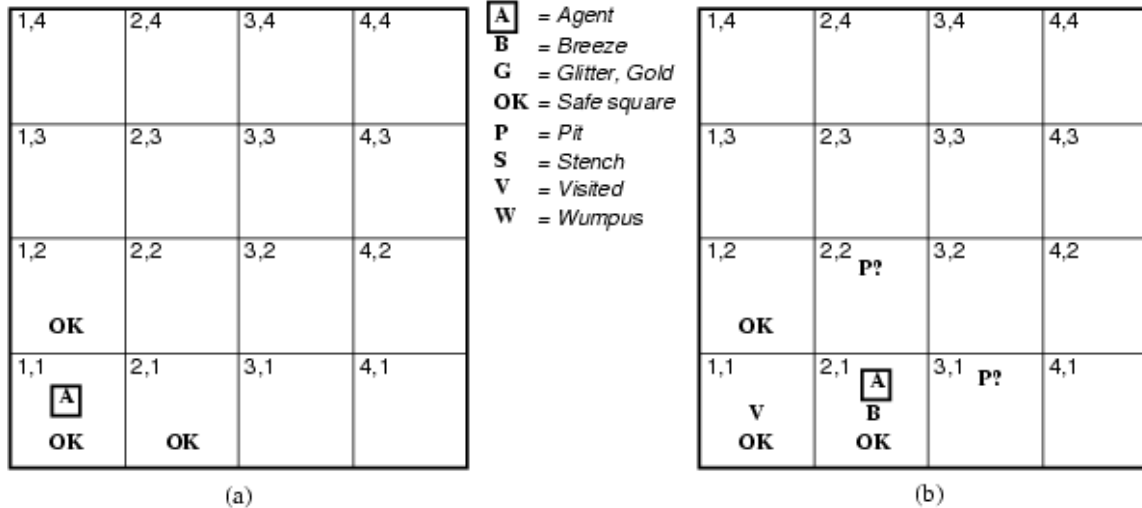 1,4 2,4 3,4 4,4
1,3 2,3 3,3 4,3
1,2 2,2 3,2 4,2
OK
1,1 2,1 3,1 4,1
A
OK OK
(a)
A = Agent
B = Breeze
G = Glitter, Gold
OK = Safe square
P = Pit
S = Stench
V = Visited
W = Wumpus
1,4 2,4 3,4 4,4
1,3 2,3 3,3 4,3
1,2 2,2 3,2 4,2
P?
OK
1,1 2,1 3,1 4,1
A P?
V B
OK OK
(b)